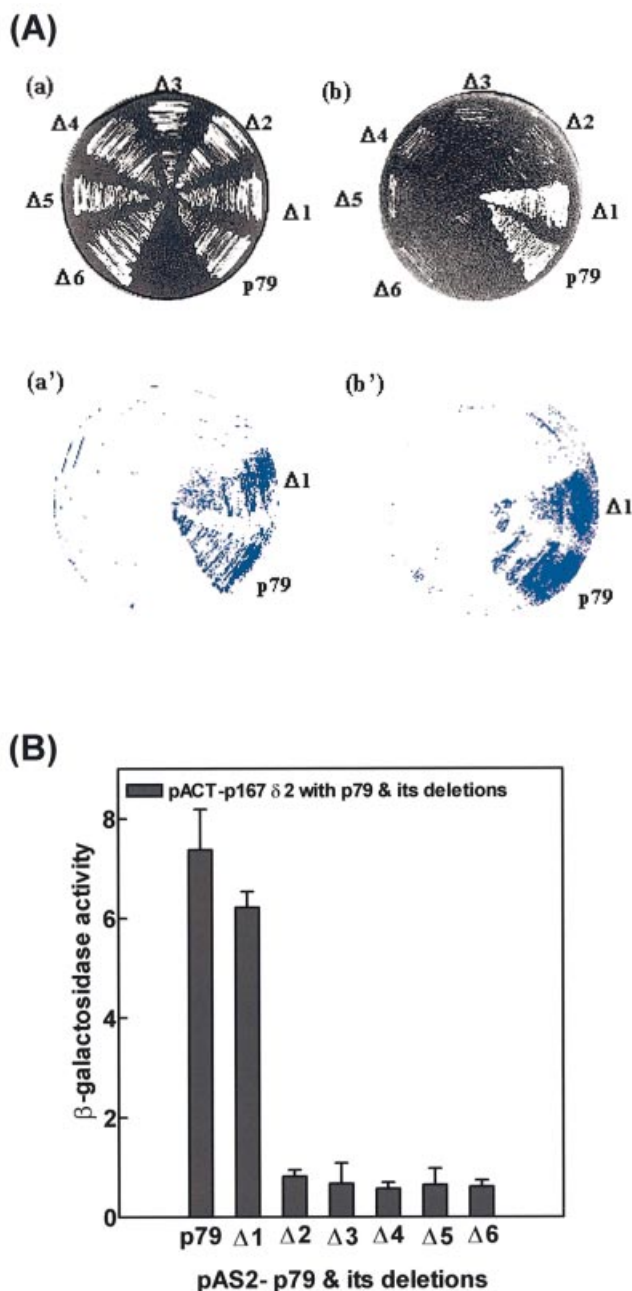 (A)
(a)
Δ3
Δ4
Δ2
Δ5
Δ1
Δ6
p79
(b)
Δ3
Δ4
Δ2
Δ5
Δ1
Δ6
p79
(a')
Δ1
p79
(b')
Δ1
p79
(B)
pACT-p167 δ2 with p79 & its deletions
β-galactosidase activity
8
6
4
2
0
p79 Δ1 Δ2 Δ3 Δ4 Δ5 Δ6
pAS2- p79 & its deletions